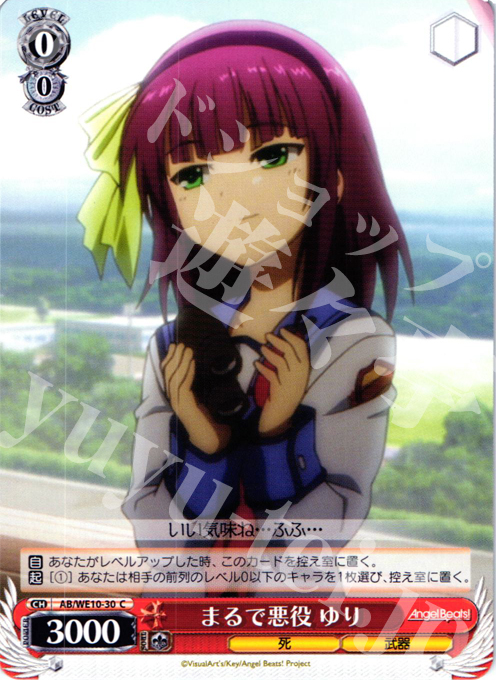 LEVEL
0
0
COST
ドショップ
遊々亭
yuyu-tei.jp
いい気味ね…ふふ…
自 あなたがレベルアップした時、このカードを控え室に置く。
起 [①] あなたは相手の前列のレベル0以下のキャラを1枚選び、控え室に置く。
CH AB/WE10-30 C
POWER 3000 SOUL まるで悪役 ゆり Angel Beats!
死 武器
©VisualArt's/Key/Angel Beats! Project